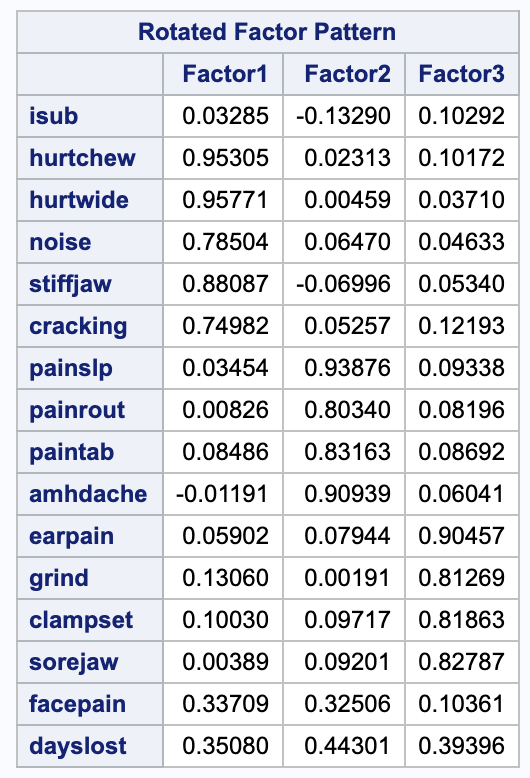 Rotated Factor Pattern
Factor1 Factor2 Factor3
isub 0.03285 -0.13290 0.10292
hurtchew 0.95305 0.02313 0.10172
hurtwide 0.95771 0.00459 0.03710
noise 0.78504 0.06470 0.04633
stiffjaw 0.88087 -0.06996 0.05340
cracking 0.74982 0.05257 0.12193
painslp 0.03454 0.93876 0.09338
painrout 0.00826 0.80340 0.08196
paintab 0.08486 0.83163 0.08692
amhdache -0.01191 0.90939 0.06041
earpain 0.05902 0.07944 0.90457
grind 0.13060 0.00191 0.81269
clampset 0.10030 0.09717 0.81863
sorejaw 0.00389 0.09201 0.82787
facepain 0.33709 0.32506 0.10361
dayslost 0.35080 0.44301 0.39396